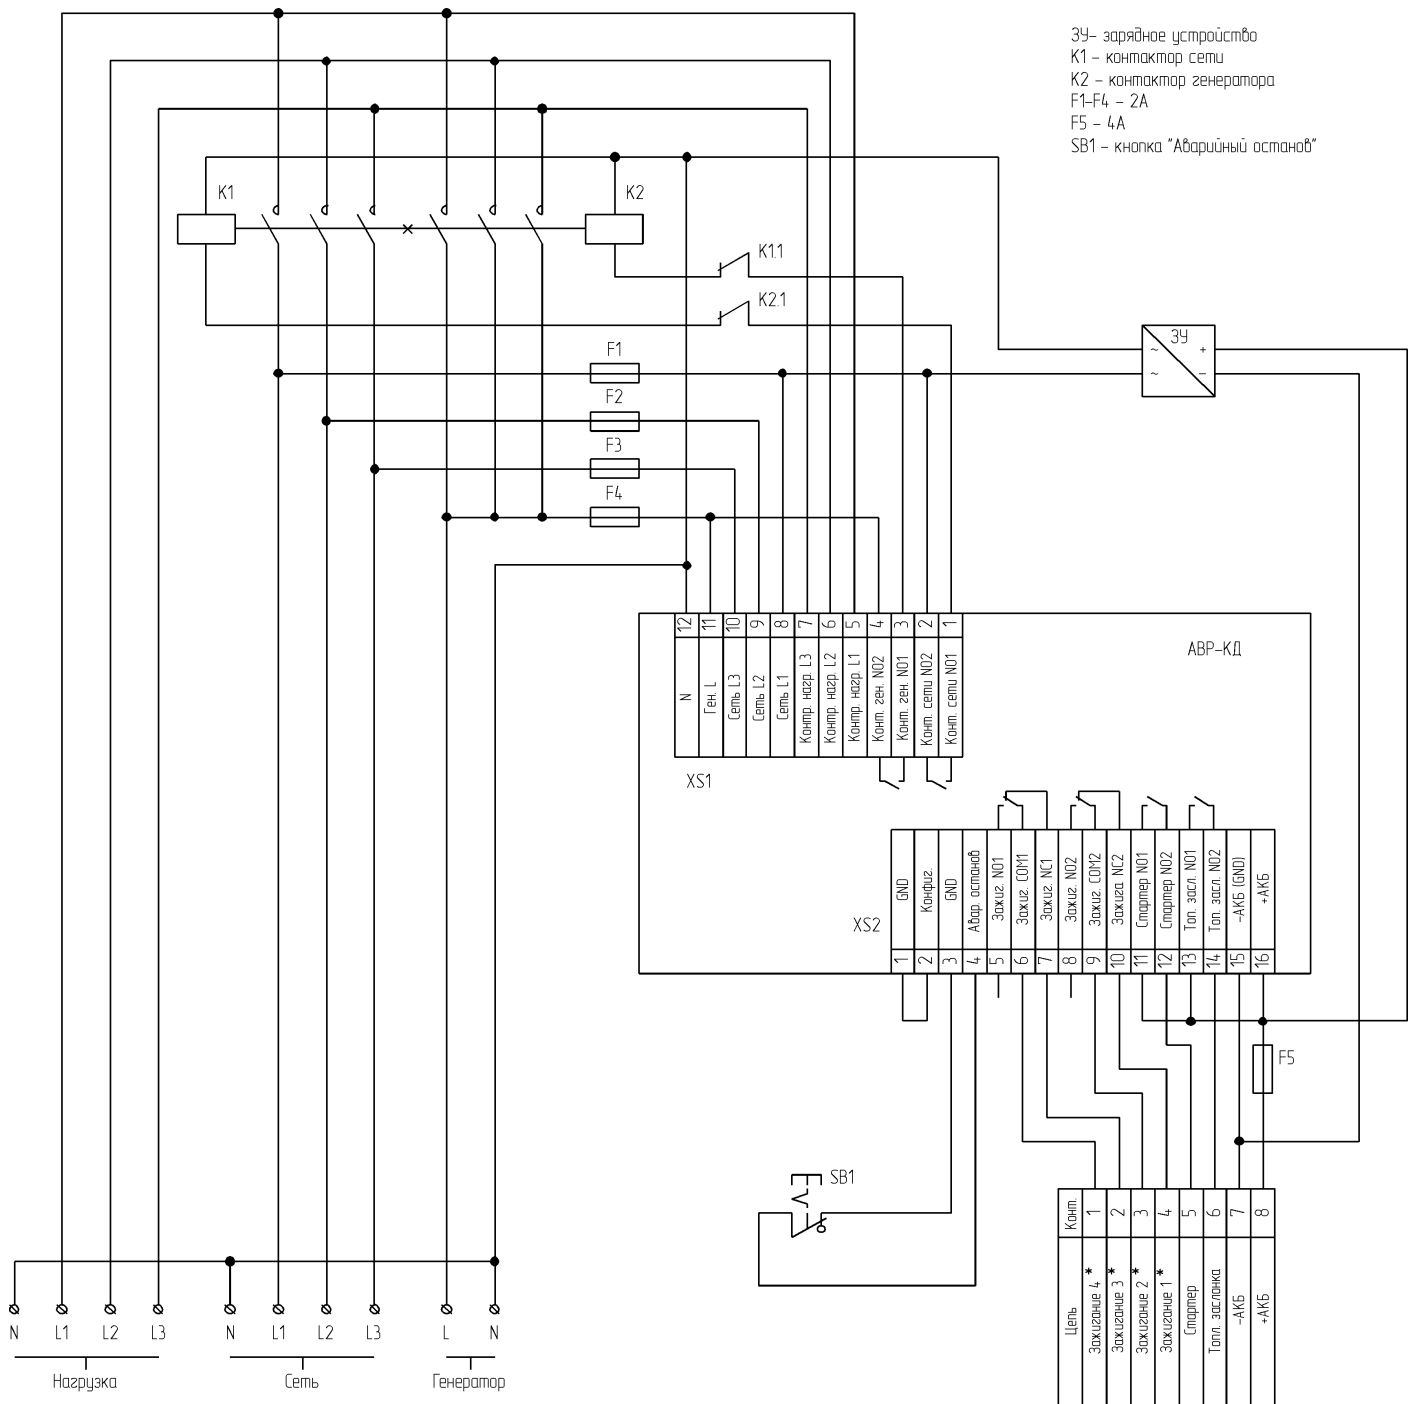 ЗУ– зарядное устройство
К1 – контактор сети
К2 – контактор генератора
F1–F4 – 2А
F5 – 4А
SB1 – кнопка "Аварийный останов"
К1
К2
К1.1
К2.1
ЗУ
~ +
~ –
F1
F2
F3
F4
АВР–КД
12 11 10 9 8 7 6 5 4 3 2 1
N
Ген. L
Сеть L3
Сеть L2
Сеть L1
Контр. нагр. L3
Контр. нагр. L2
Контр. нагр. L1
Конт. ген. NO2
Конт. ген. NO1
Конт. сети NO2
Конт. сети NO1
XS1
XS2
GND
Конфиг.
GND
Авар. останов
Зажиг. NO1
Зажиг. COM1
Зажиг. NC1
Зажиг. NO2
Зажиг. COM2
Зажига. NC2
Стартер NO1
Стартер NO2
Топ. засл. NO1
Топ. засл. NO2
–АКБ (GND)
+АКБ
1 2 3 4 5 6 7 8 9 10 11 12 13 14 15 16
F5
SB1
Конт. 1 2 3 4 5 6 7 8
Цепь
Зажигание 4 *
Зажигание 3 *
Зажигание 2 *
Зажигание 1 *
Стартер
Топл. заслонка
–АКБ
+АКБ
N L1 L2 L3 N L1 L2 L3 L N
Нагрузка Сеть Генератор